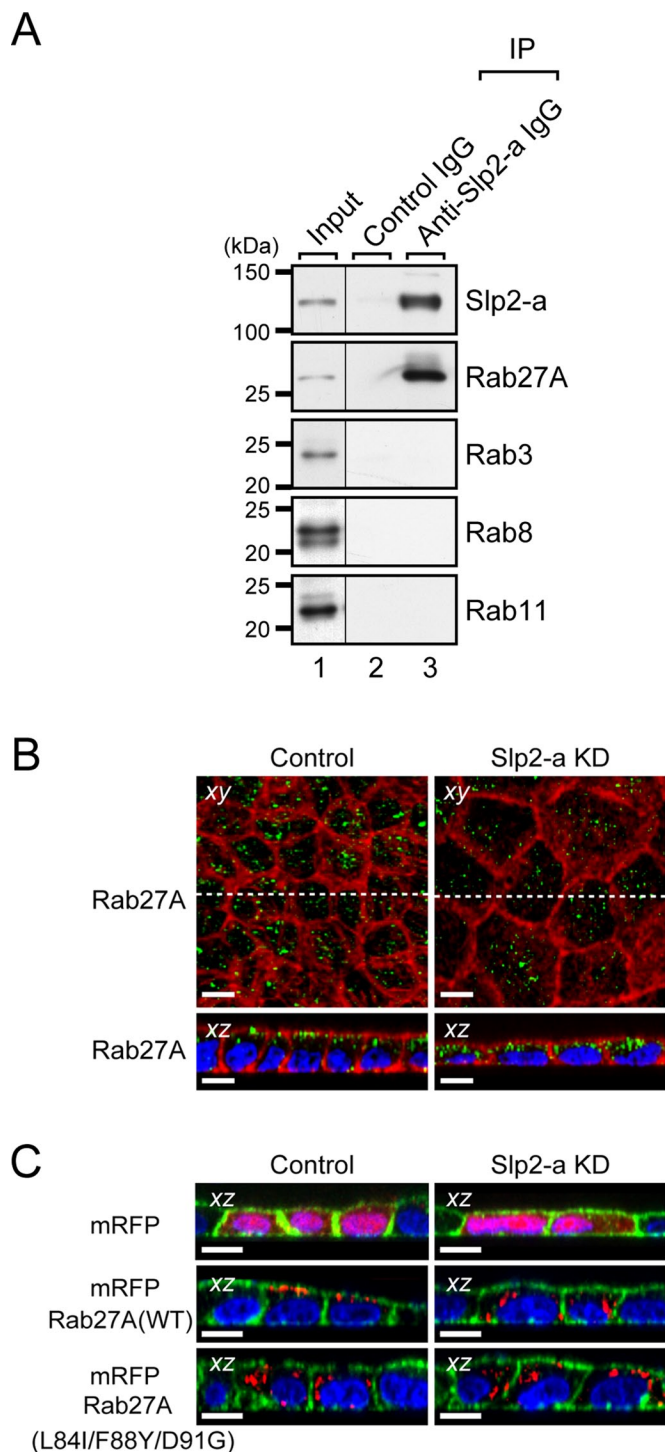 A
IP
Input
Control IgG
Anti-Slp2-a IgG
(kDa)
150
100
Slp2-a
25
Rab27A
25
20
Rab3
25
20
Rab8
25
20
Rab11
1 2 3
B
Control Slp2-a KD
xy xy
Rab27A
xz xz
Rab27A
C
Control Slp2-a KD
xz xz
mRFP
xz xz
mRFP
Rab27A(WT)
xz xz
mRFP
Rab27A
(L84I/F88Y/D91G)